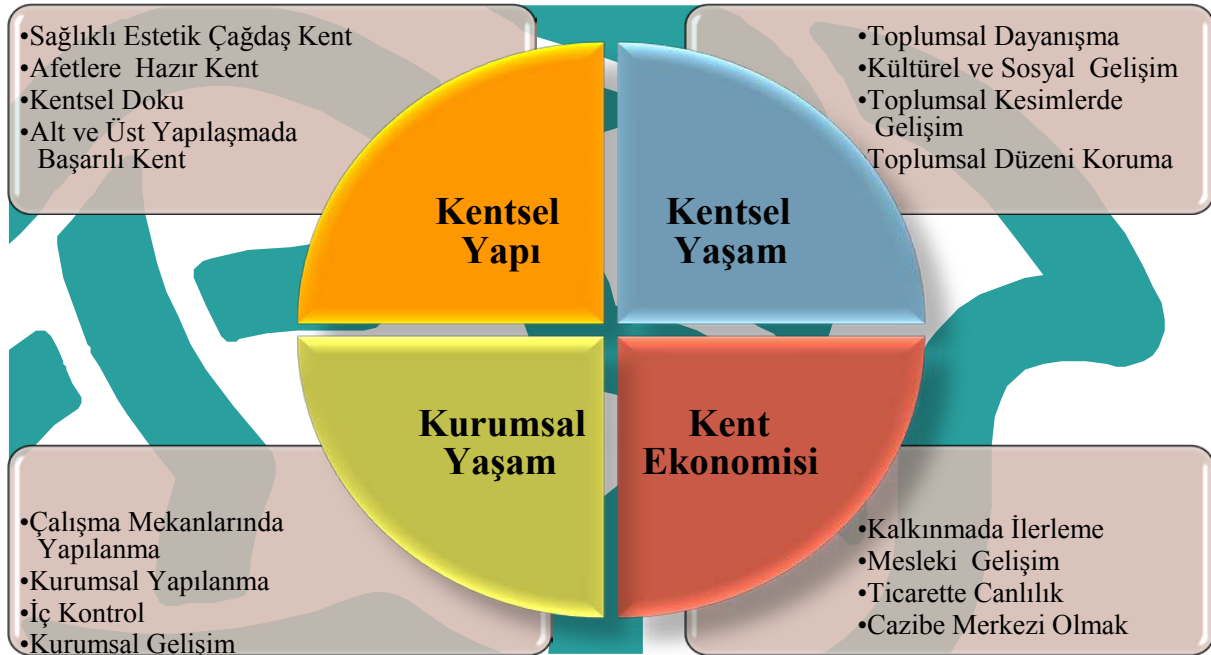 •Sağlıklı Estetik Çağdaş Kent
•Afetlere Hazır Kent
•Kentsel Doku
•Alt ve Üst Yapılaşmada
Başarılı Kent
•Toplumsal Dayanışma
•Kültürel ve Sosyal Gelişim
•Toplumsal Kesimlerde
Gelişim
•Toplumsal Düzeni Koruma
Kentsel
Yapı
Kentsel
Yaşam
Kurumsal
Yaşam
Kent
Ekonomisi
•Çalışma Mekanlarında
Yapılanma
•Kurumsal Yapılanma
•İç Kontrol
•Kurumsal Gelişim
•Kalkınmada İlerleme
•Mesleki Gelişim
•Ticarette Canlılık
•Cazibe Merkezi Olmak